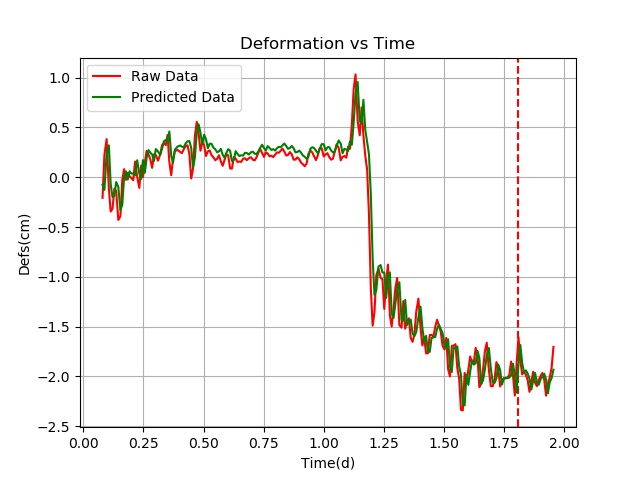 Deformation vs Time
Raw Data
Predicted Data
1.0
0.5
0.0
−0.5
−1.0
−1.5
−2.0
−2.5
Defs(cm)
0.00 0.25 0.50 0.75 1.00 1.25 1.50 1.75 2.00
Time(d)